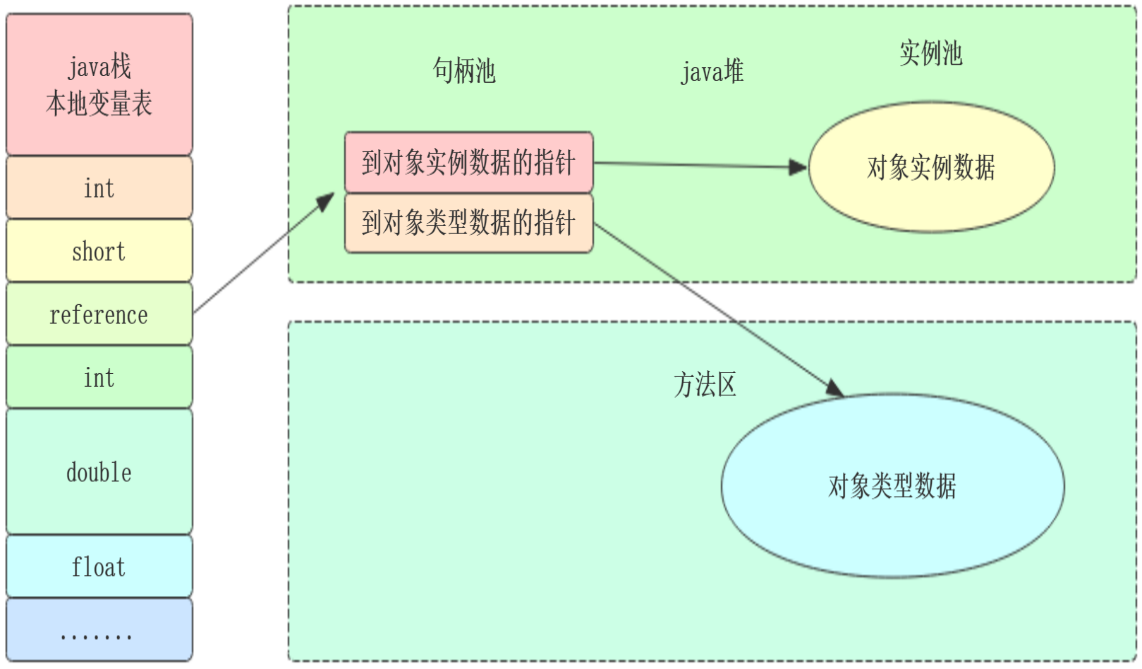 java栈
本地变量表
int
short
reference
int
double
float
.......
句柄池
java堆
实例池
到对象实例数据的指针
到对象类型数据的指针
对象实例数据
方法区
对象类型数据